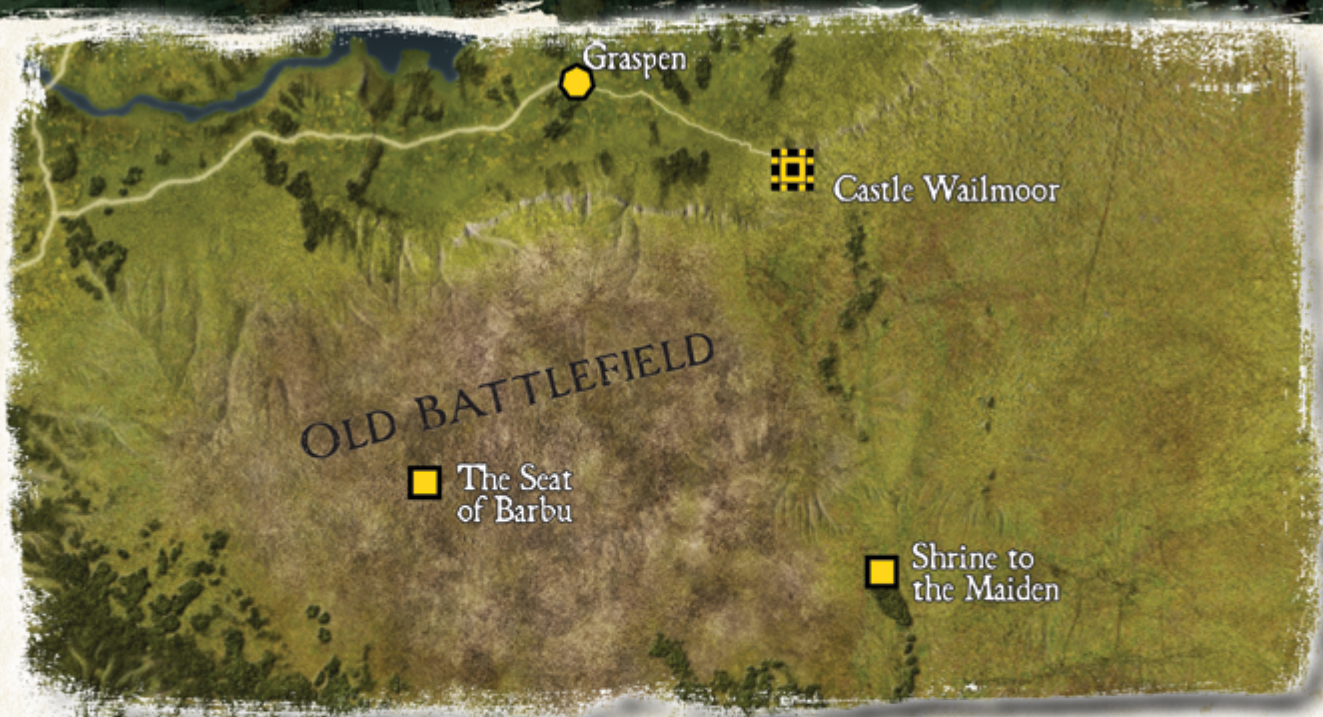 Graspen
Castle Wailmoor
OLD BATTLEFIELD
The Seat
of Barbu
Shrine to
the Maiden